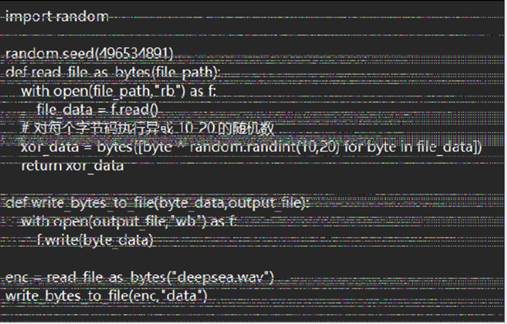 import random
random.seed(496534891)
def read_file_as_bytes(file_path):
with open(file_path,"rb") as f:
file_data = f.read()
# 对每个字节码执行异或 10-20 的随机数
xor_data = bytes([byte ^ random.randint(10,20) for byte in file_data])
return xor_data
def write_bytes_to_file(byte_data,output_file):
with open(output_file,"wb") as f:
f.write(byte_data)
enc = read_file_as_bytes("deepsea.wav")
write_bytes_to_file(enc,"data")